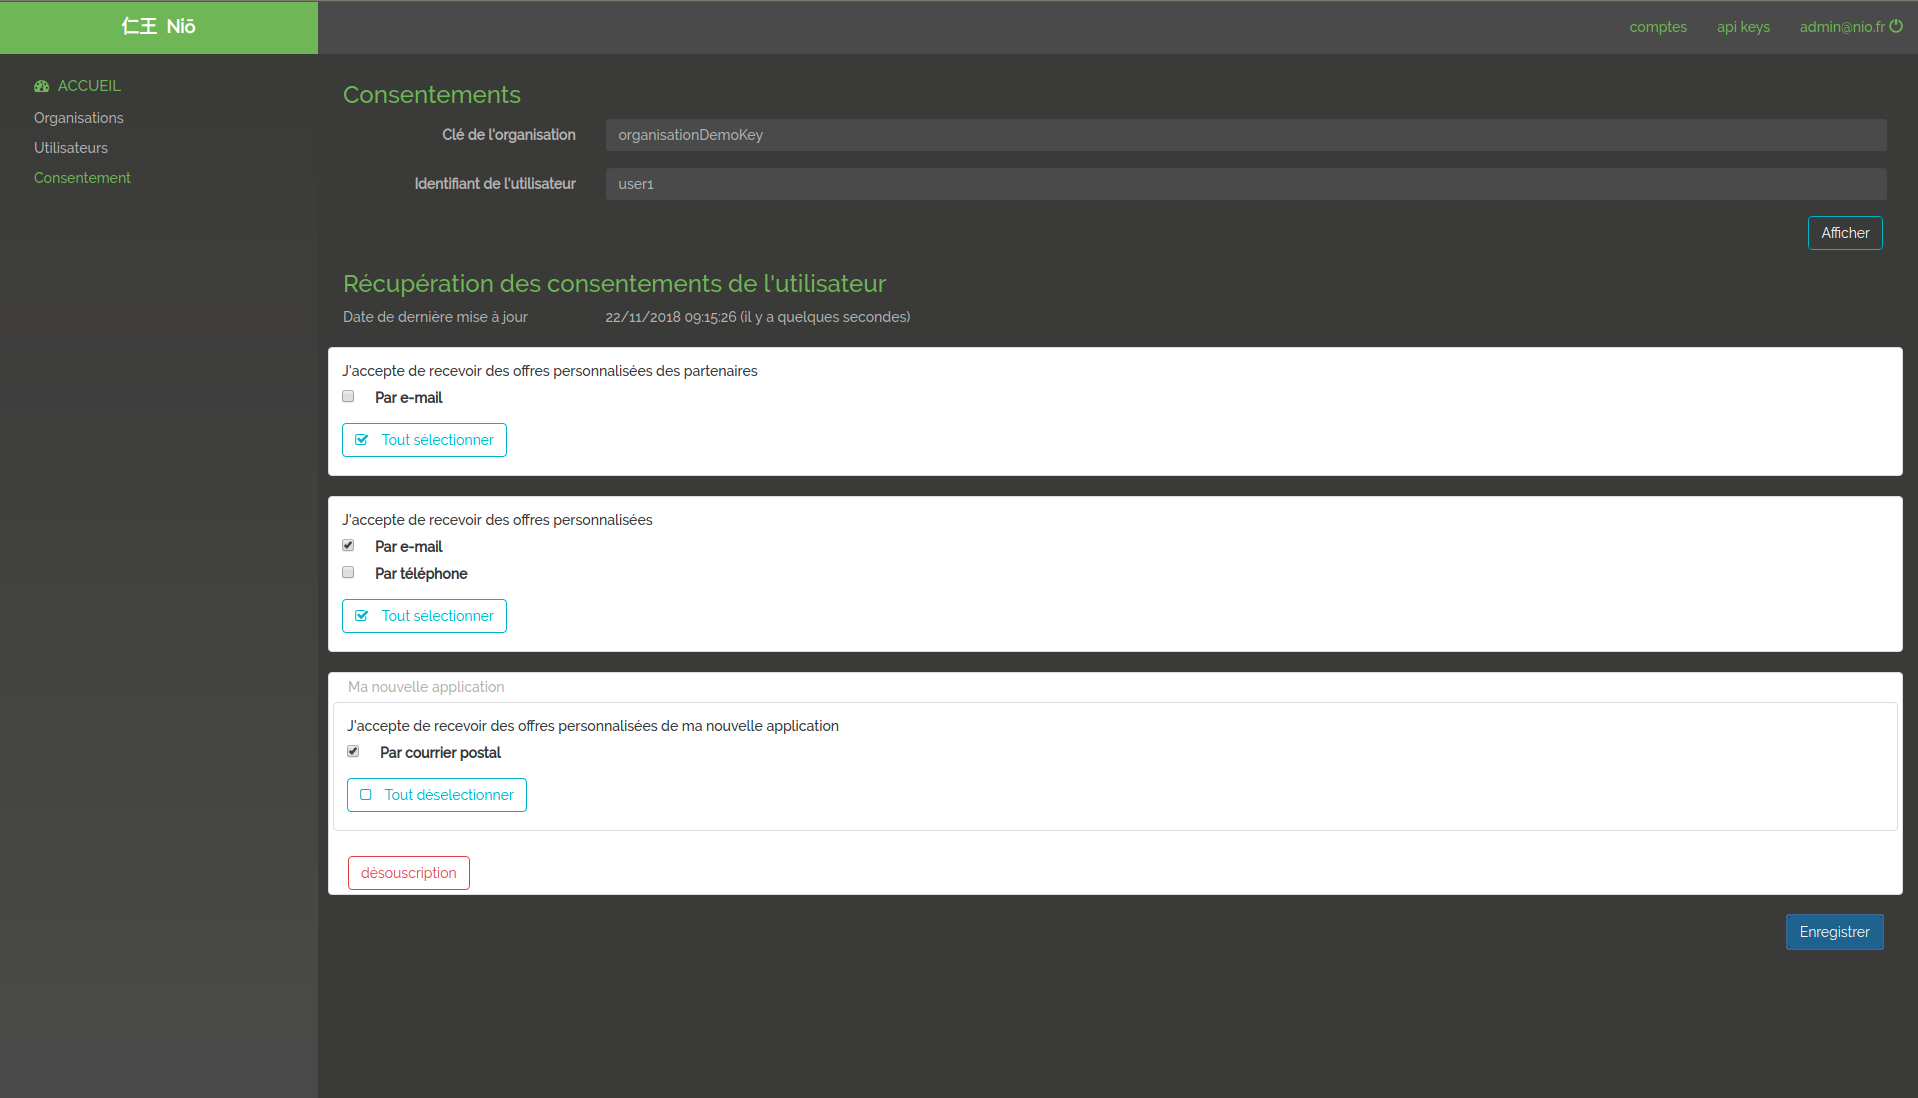 仁王 Niō
comptes api keys admin@nio.fr
ACCUEIL
Organisations
Utilisateurs
Consentement
Consentements
Clé de l'organisation organisationDemoKey
Identifiant de l'utilisateur user1
Afficher
Récupération des consentements de l'utilisateur
Date de dernière mise à jour 22/11/2018 09:15:26 (il y a quelques secondes)
J'accepte de recevoir des offres personnalisées des partenaires
Par e-mail
Tout sélectionner
J'accepte de recevoir des offres personnalisées
Par e-mail
Par téléphone
Tout sélectionner
Ma nouvelle application
J'accepte de recevoir des offres personnalisées de ma nouvelle application
Par courrier postal
Tout déselectionner
désouscription
Enregistrer